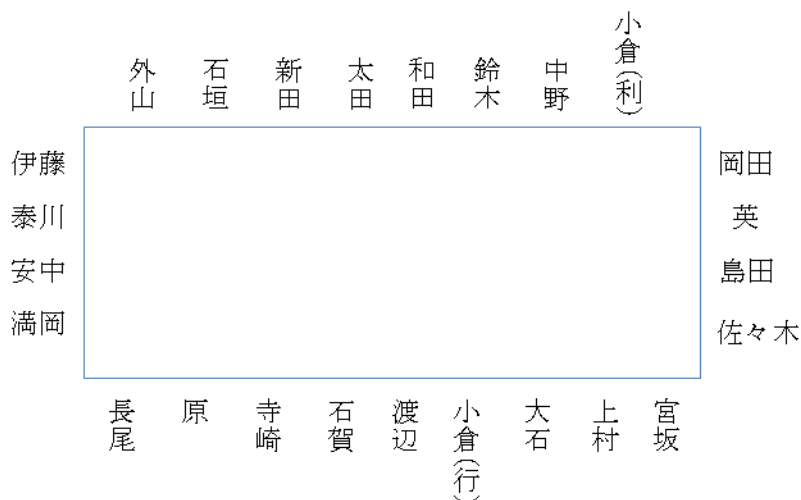 外山
石垣
新田
太田
和田
鈴木
中野
小倉(利)
伊藤
泰川
安中
満岡
岡田
英
島田
佐々木
長尾
原
寺崎
石賀
渡辺
小倉(行)
大石
上村
宮坂